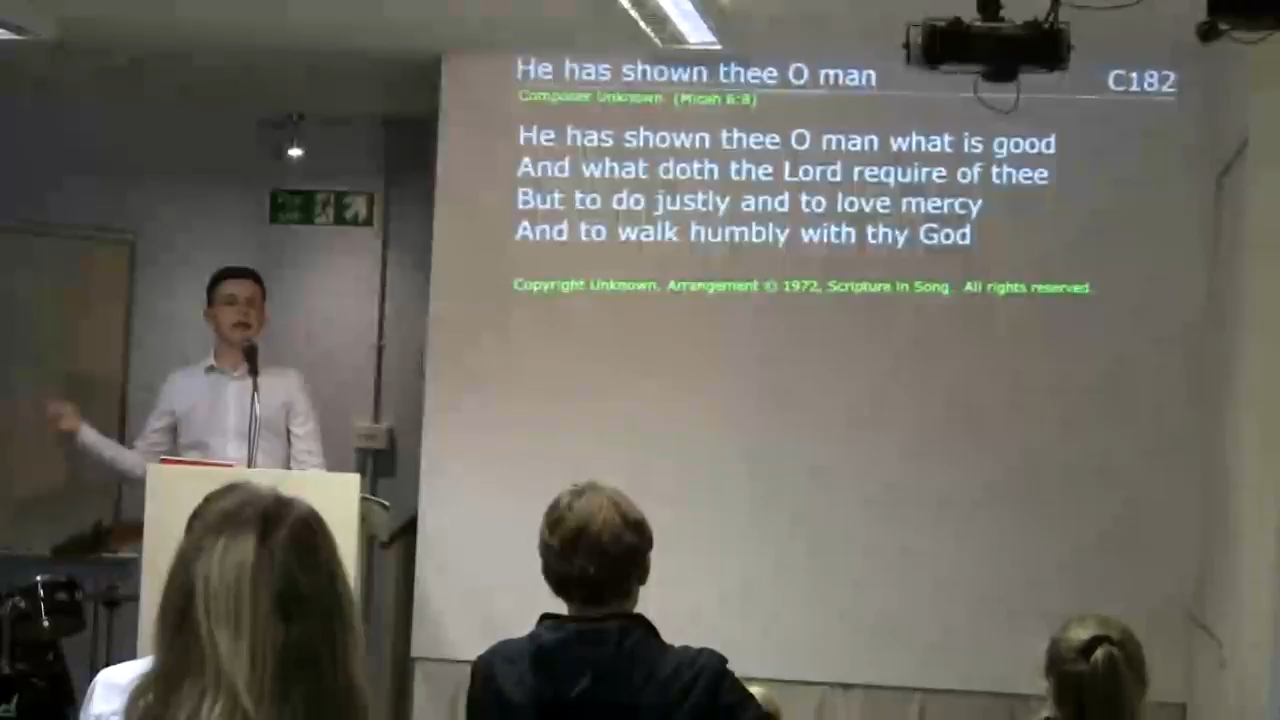 He has shown thee O man
C182
Composer Unknown (Micah 6:8)
He has shown thee O man what is good
And what doth the Lord require of thee
But to do justly and to love mercy
And to walk humbly with thy God
Copyright Unknown. Arrangement © 1972, Scripture in Song. All rights reserved.